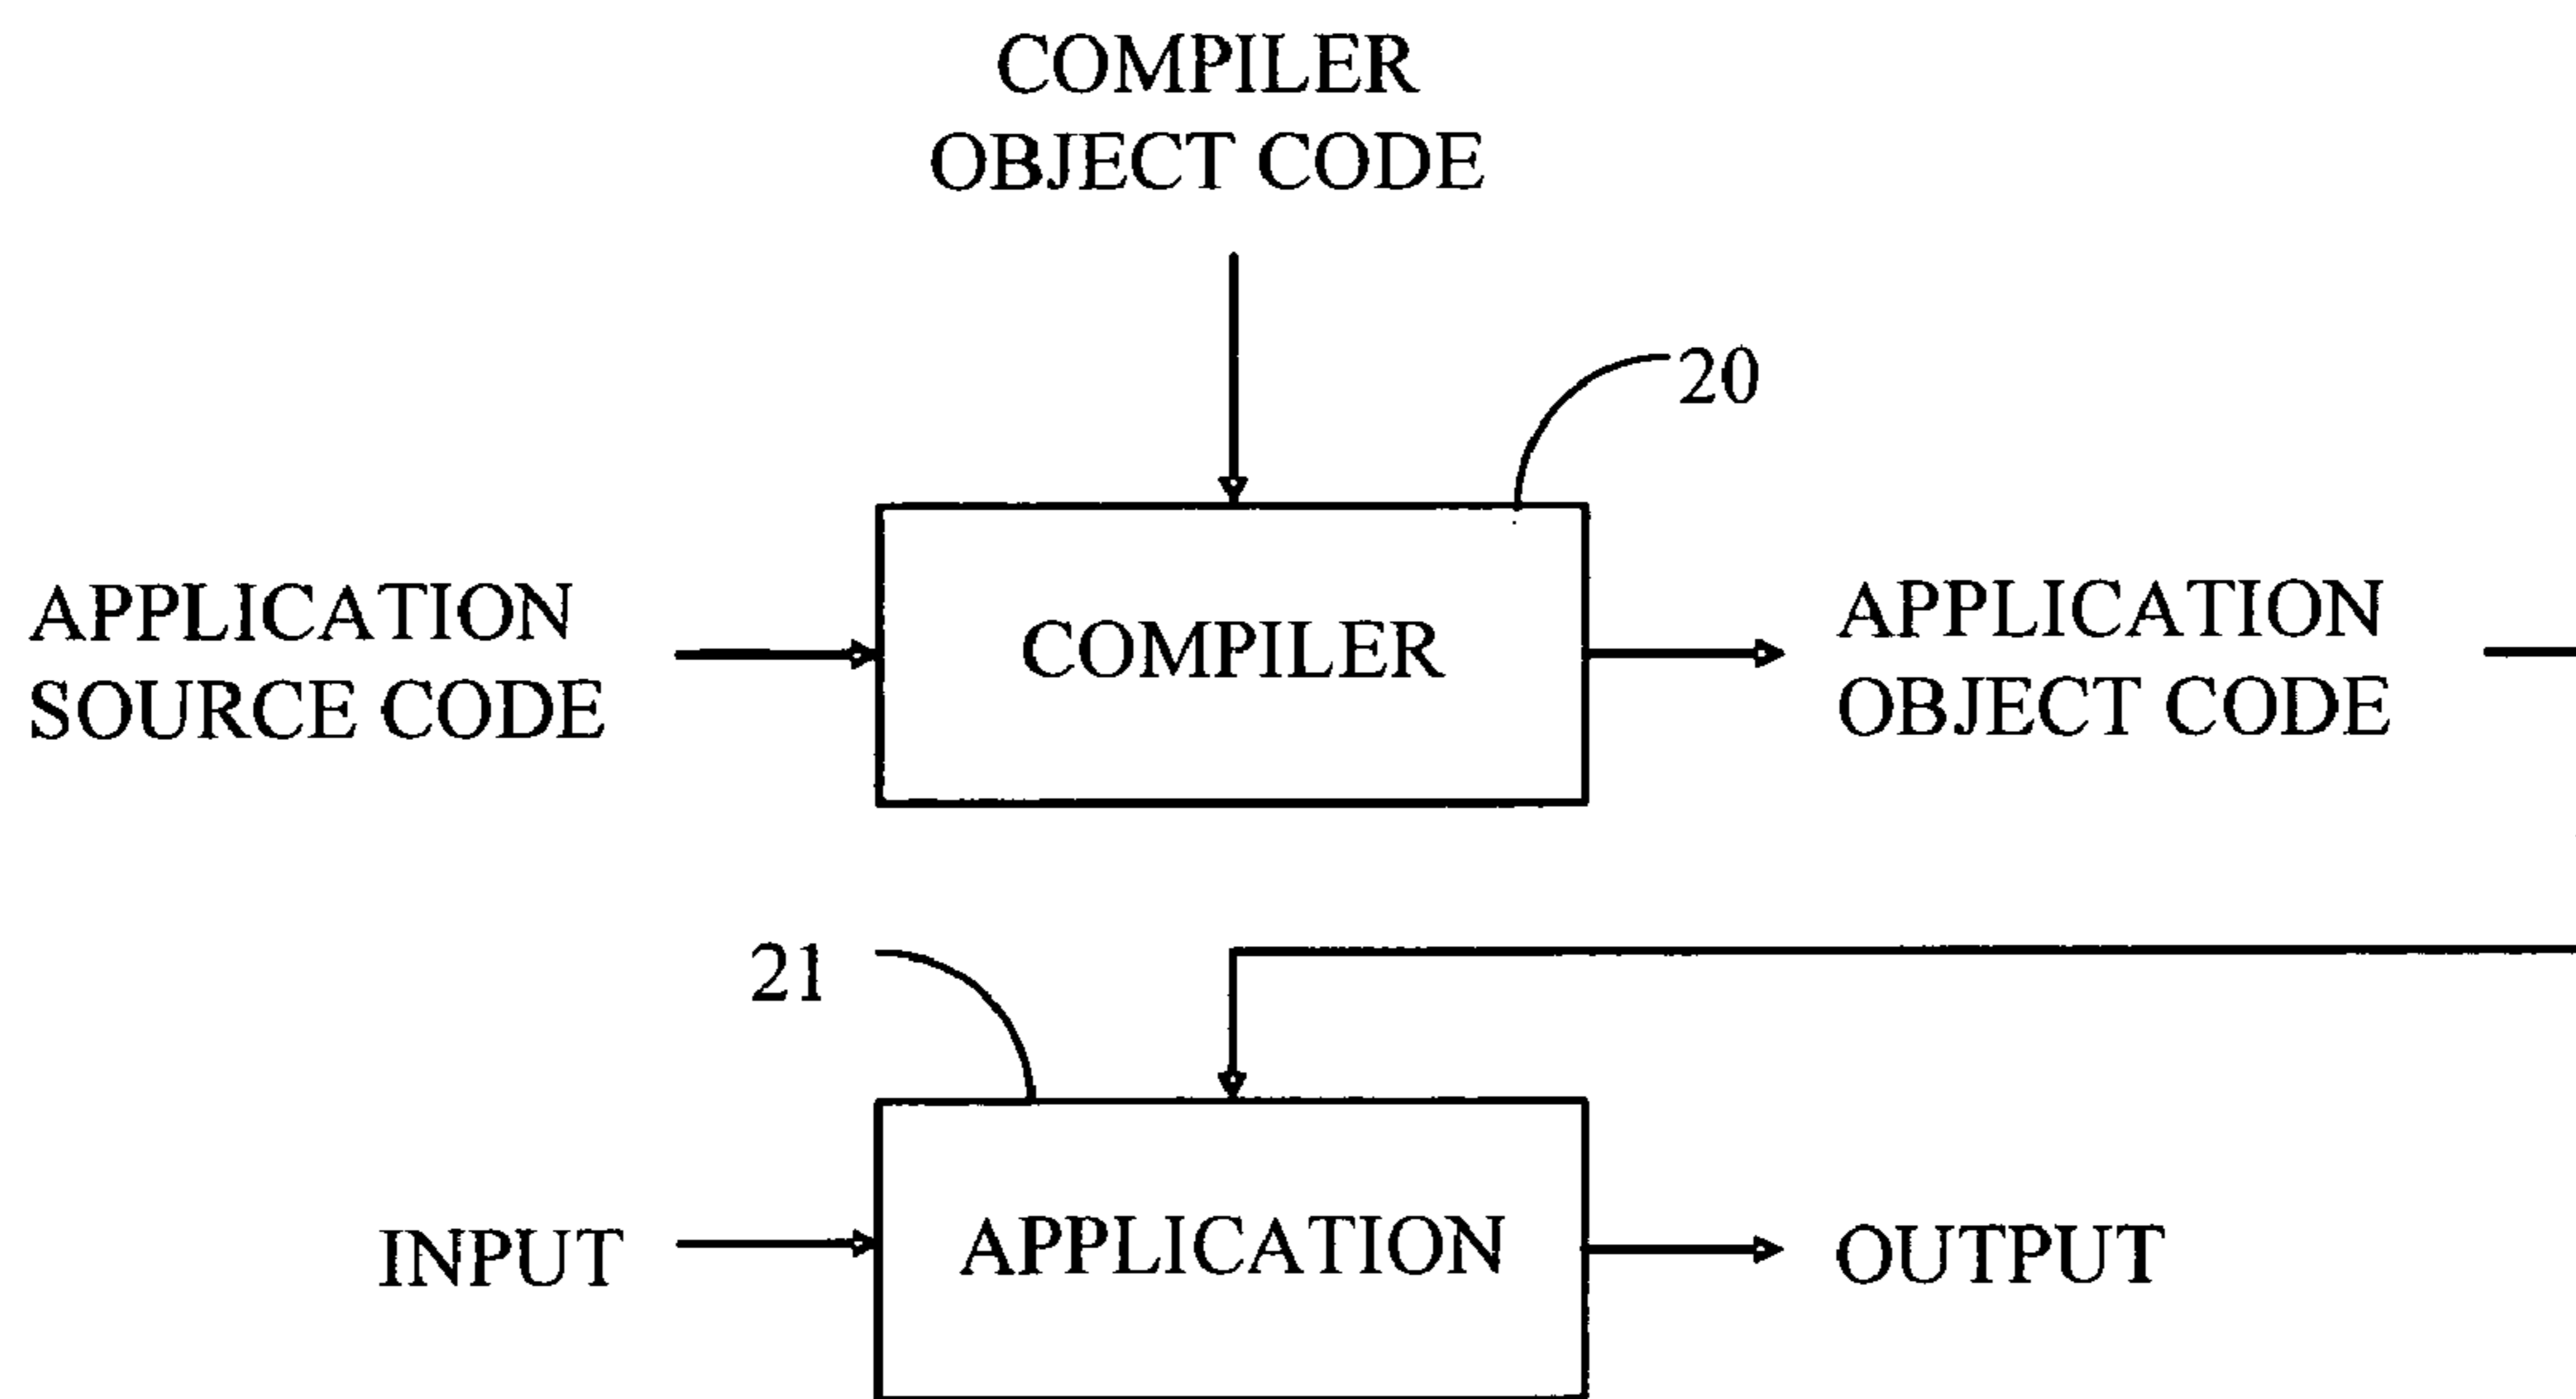 COMPILER
OBJECT CODE
20
APPLICATION
SOURCE CODE
COMPILER
APPLICATION
OBJECT CODE
21
INPUT
APPLICATION
OUTPUT